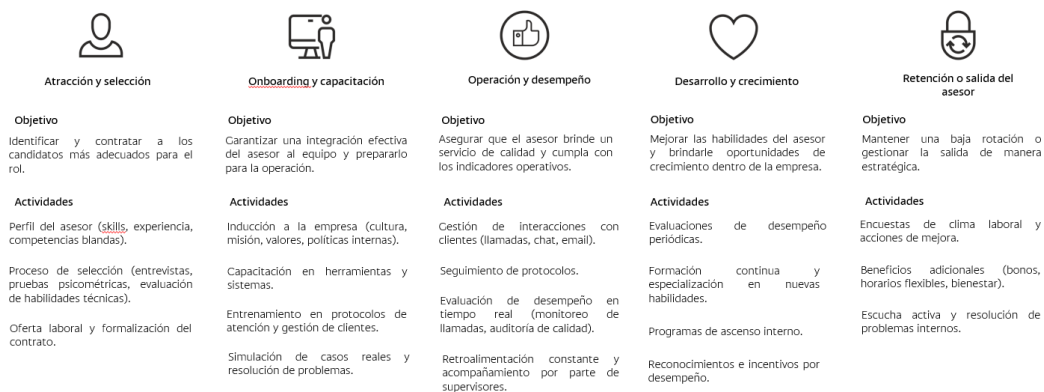 Atracción y selección
Objetivo
Identificar y contratar a los
candidatos más adecuados para el
rol.
Actividades
Perfil del asesor (skills, experiencia,
competencias blandas).
Proceso de selección (entrevistas,
pruebas psicométricas, evaluación
de habilidades técnicas).
Oferta laboral y formalización del
contrato.
Onboarding y capacitación
Objetivo
Garantizar una integración efectiva
del asesor al equipo y prepararlo
para la operación.
Actividades
Inducción a la empresa (cultura,
misión, valores, políticas internas).
Capacitación en herramientas y
sistemas.
Entrenamiento en protocolos de
atención y gestión de clientes.
Simulación de casos reales y
resolución de problemas.
Operación y desempeño
Objetivo
Asegurar que el asesor brinde un
servicio de calidad y cumpla con
los indicadores operativos.
Actividades
Gestión de interacciones con
clientes (llamadas, chat, email).
Seguimiento de protocolos.
Evaluación de desempeño en
tiempo real (monitoreo de
llamadas, auditoría de calidad).
Retroalimentación constante y
acompañamiento por parte de
supervisores.
Desarrollo y crecimiento
Objetivo
Mejorar las habilidades del asesor
y brindarle oportunidades de
crecimiento dentro de la empresa.
Actividades
Evaluaciones de desempeño
periódicas.
Formación continua y
especialización en nuevas
habilidades.
Programas de ascenso interno.
Reconocimientos e incentivos por
desempeño.
Retención o salida del
asesor
Objetivo
Mantener una baja rotación o
gestionar la salida de manera
estratégica.
Actividades
Encuestas de clima laboral y
acciones de mejora.
Beneficios adicionales (bonos,
horarios flexibles, bienestar).
Escucha activa y resolución de
problemas internos.